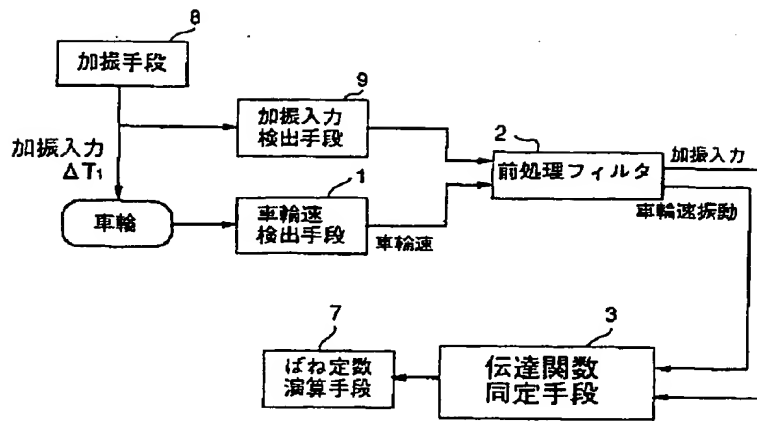 8
加振手段
9
加振入力
検出手段
加振入力
ΔT1
2
前処理フィルタ
加振入力
車輪速振動
1
車輪
車輪速
検出手段
車輪速
7
ばね定数
演算手段
3
伝達関数
同定手段